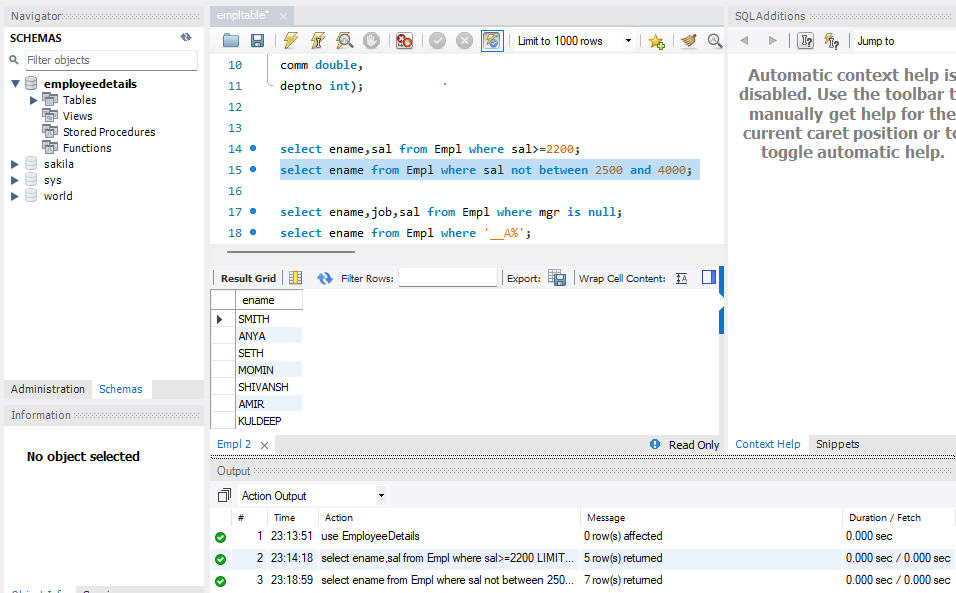 Navigator
SCHEMAS
Filter objects
employeedetails
Tables
Views
Stored Procedures
Functions
sakila
sys
world
Administration Schemas
Information
No object selected
empltable*
Limit to 1000 rows
10 comm double,
11 deptno int);
12
13
14 select ename,sal from Empl where sal>=2200;
15 select ename from Empl where sal not between 2500 and 4000;
16
17 select ename,job,sal from Empl where mgr is null;
18 select ename from Empl where '__A%';
Result Grid Filter Rows: Export: Wrap Cell Content:
ename
SMITH
ANYA
SETH
MOMIN
SHIVANSH
AMIR
KULDEEP
Empl 2 Read Only
Output
Action Output
# Time Action Message Duration / Fetch
1 23:13:51 use EmployeeDetails 0 row(s) affected 0.000 sec
2 23:14:18 select ename,sal from Empl where sal>=2200 LIMIT... 5 row(s) returned 0.000 sec / 0.000 sec
3 23:18:59 select ename from Empl where sal not between 250... 7 row(s) returned 0.000 sec / 0.000 sec
SQLAdditions
Jump to
Automatic context help is
disabled. Use the toolbar t
manually get help for the
current caret position or to
toggle automatic help.
Context Help Snippets